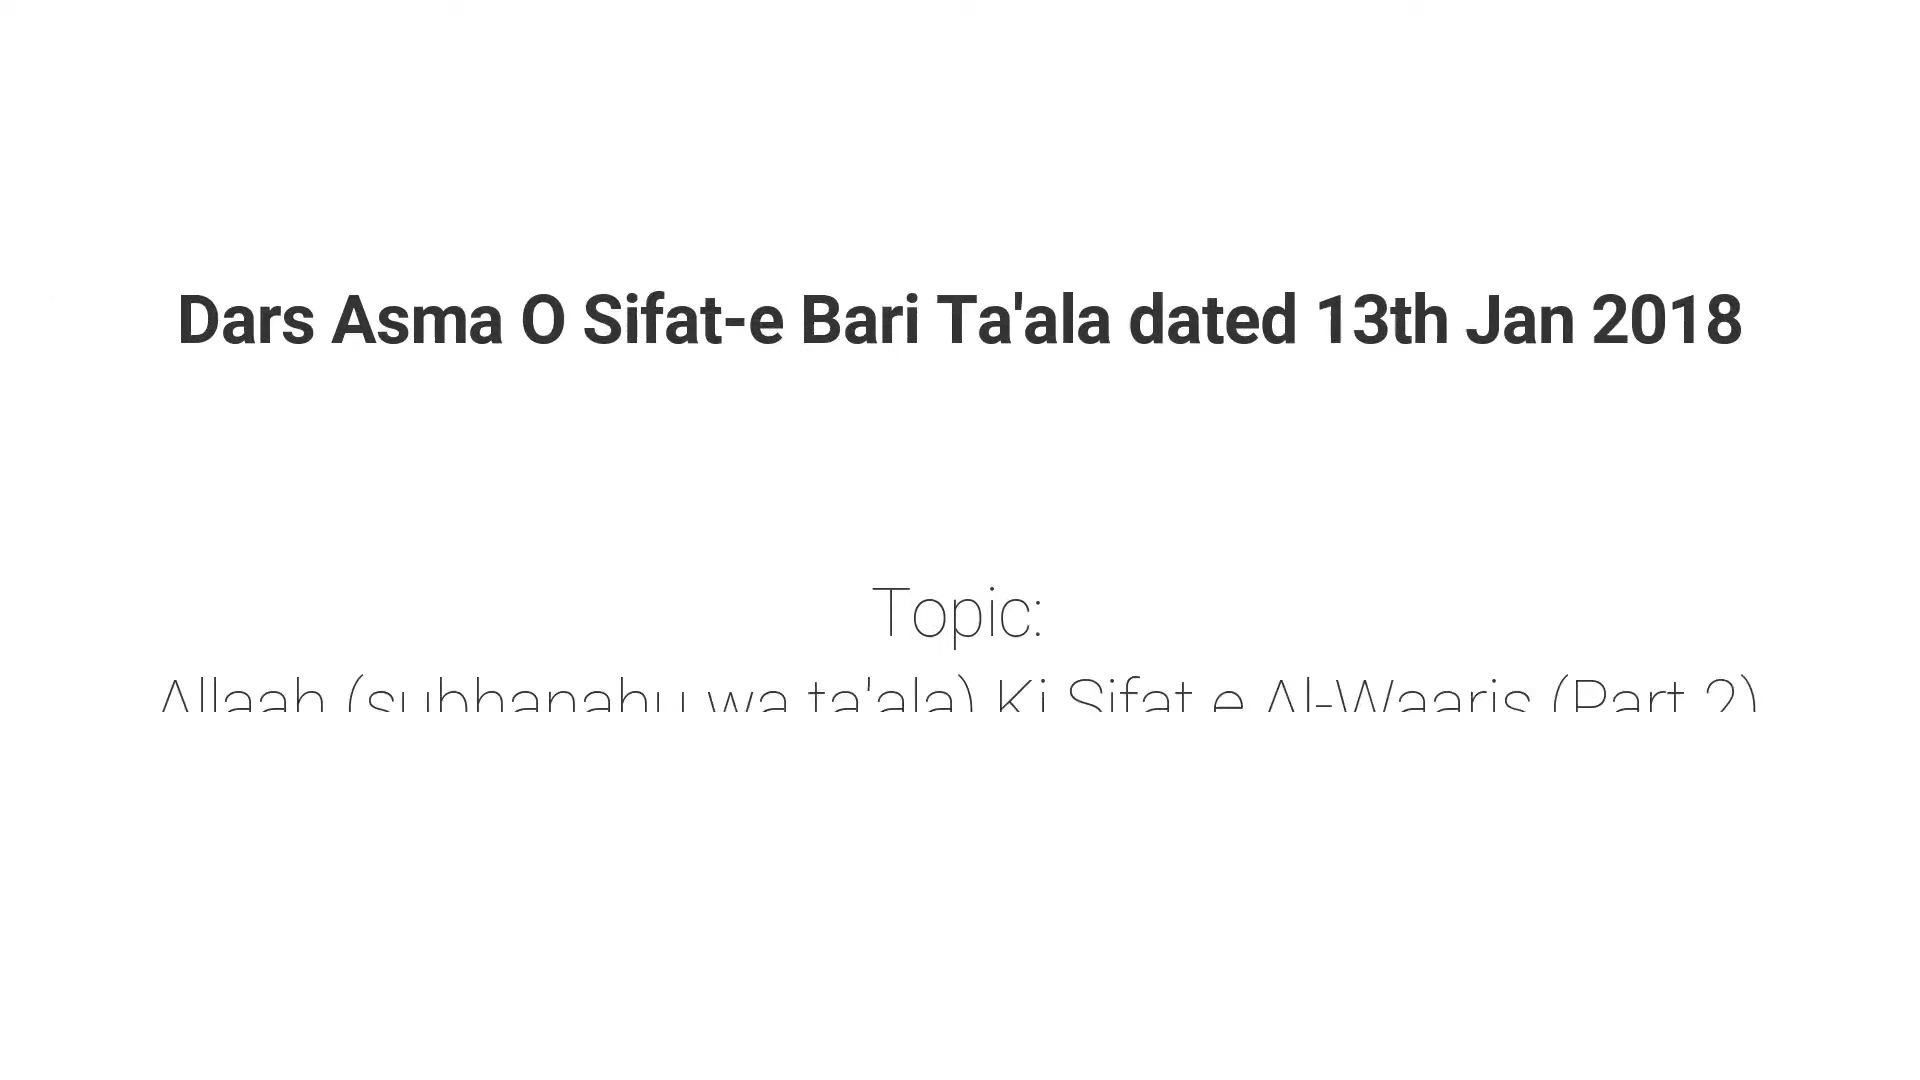 Dars Asma O Sifat-e Bari Ta'ala dated 13th Jan 2018
Topic:
Allaah (subhanahu wa ta'ala) Ki Sifat e Al-Waaris (Part 2)